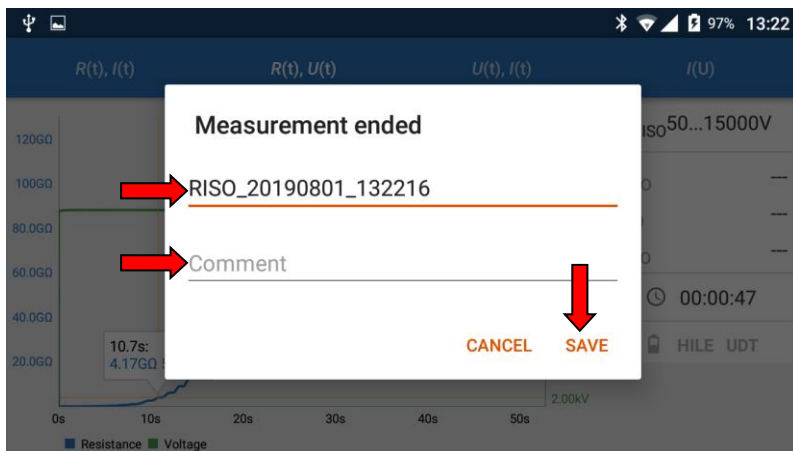 97% 13:22
R(t), I(t) R(t), U(t) U(t), I(t) I(U)
Measurement ended
RISO_20190801_132216
Comment
CANCEL SAVE
ISO50...15000V
---
---
---
00:00:47
HILE UDT
120GΩ
100GΩ
80.0GΩ
60.0GΩ
40.0GΩ
20.0GΩ
10.7s:
4.17GΩ
2.00kV
0s 10s 20s 30s 40s 50s
Resistance Voltage